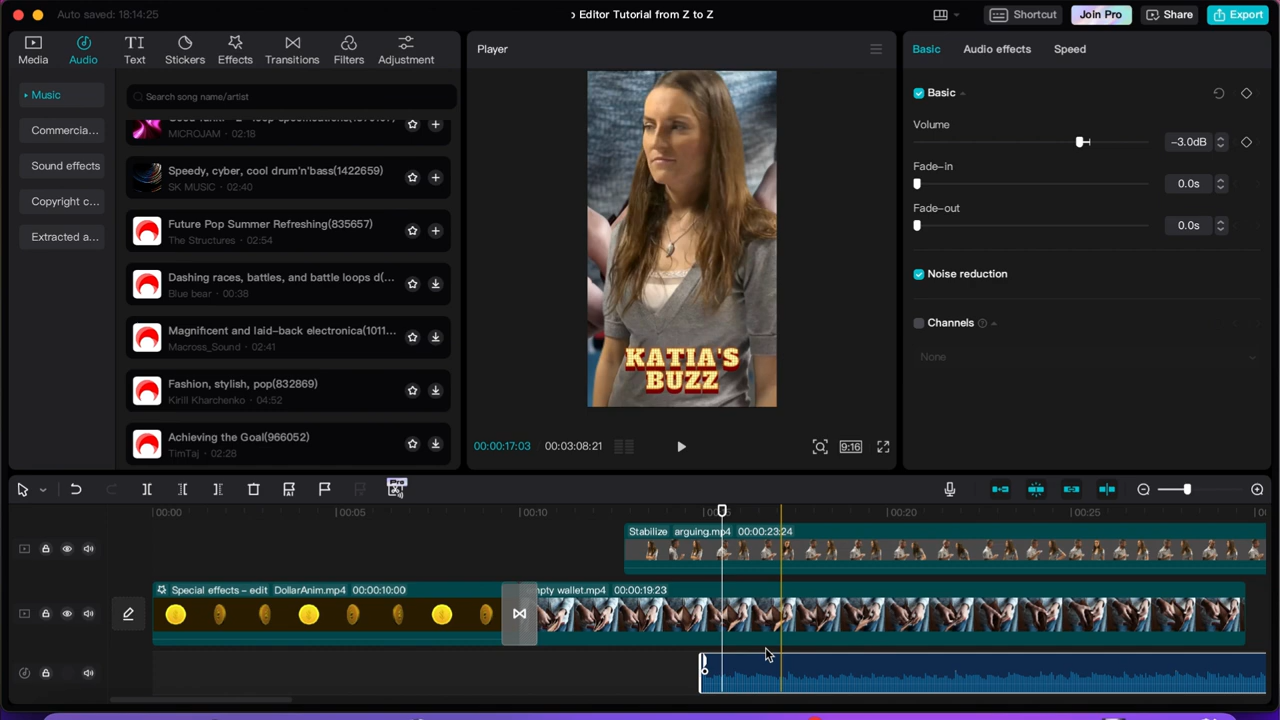 Auto saved: 18:14:25
Editor Tutorial from Z to Z
Shortcut
Join Pro
Share
Export
Media
Audio
Text
Stickers
Effects
Transitions
Filters
Adjustment
Music
Commercia...
Sound effects
Copyright c...
Extracted a...
Search song name/artist
MICROJAM · 02:18
Speedy, cyber, cool drum'n'bass(1422659)
SK MUSIC · 02:40
Future Pop Summer Refreshing(835657)
The Structures · 02:54
Dashing races, battles, and battle loops d(...
Blue bear · 00:38
Magnificent and laid-back electronica(1011...
Macross_Sound · 02:41
Fashion, stylish, pop(832869)
Kirill Kharchenko · 04:52
Achieving the Goal(966052)
TimTaj · 02:28
Player
KATIA'S
BUZZ
00:00:17:03
00:03:08:21
9:16
Basic
Audio effects
Speed
Basic
Volume
-3.0dB
Fade-in
0.0s
Fade-out
0.0s
Noise reduction
Channels
None
Pro
00:00
00:05
00:10
00:20
00:25
Stabilize arguing.mp4 00:00:23:24
Special effects – edit DollarAnim.mp4 00:00:10:00
empty wallet.mp4 00:00:19:23